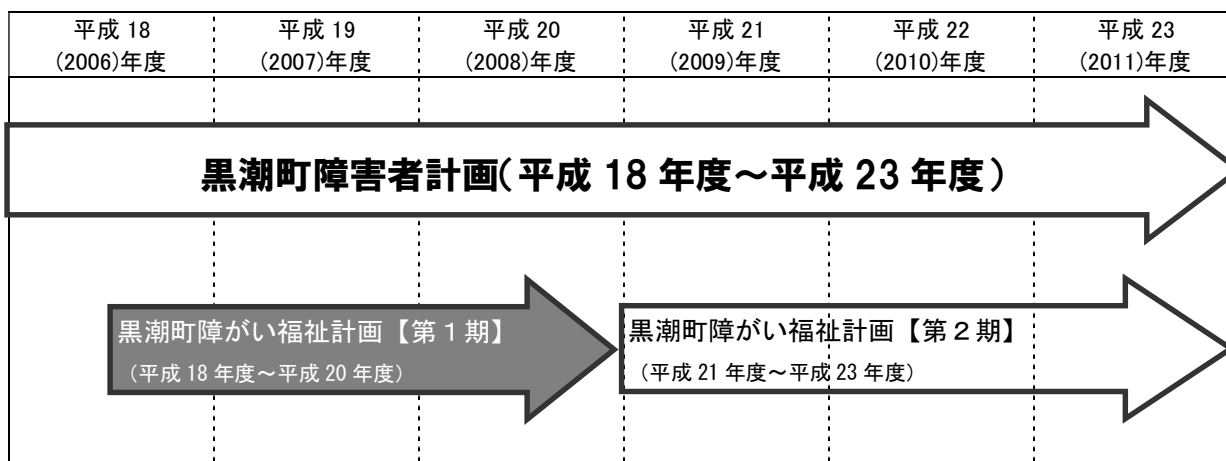 平成 18
(2006)年度
平成 19
(2007)年度
平成 20
(2008)年度
平成 21
(2009)年度
平成 22
(2010)年度
平成 23
(2011)年度
黒潮町障害者計画(平成 18 年度～平成 23 年度)
黒潮町障がい福祉計画【第１期】
(平成 18 年度～平成 20 年度)
黒潮町障がい福祉計画【第２期】
(平成 21 年度～平成 23 年度)